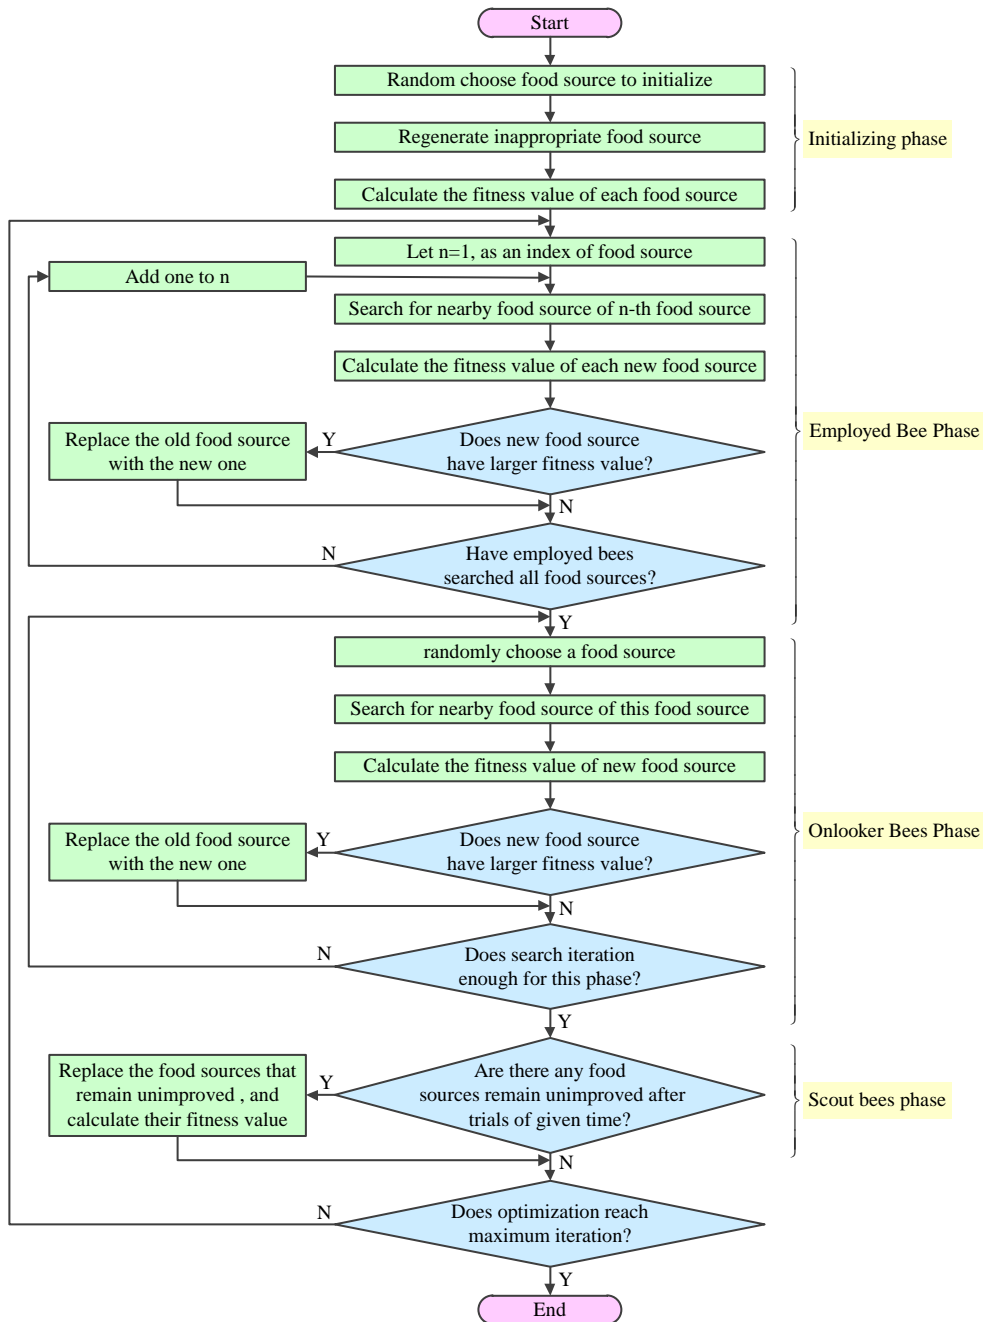 Start
Random choose food source to initialize
Regenerate inappropriate food source
Initializing phase
Calculate the fitness value of each food source
Let n=1, as an index of food source
Add one to n
Search for nearby food source of n-th food source
Calculate the fitness value of each new food source
Replace the old food source
with the new one
Y
Does new food source
have larger fitness value?
Employed Bee Phase
N
N
Have employed bees
searched all food sources?
Y
randomly choose a food source
Search for nearby food source of this food source
Calculate the fitness value of new food source
Replace the old food source
with the new one
Y
Does new food source
have larger fitness value?
Onlooker Bees Phase
N
N
Does search iteration
enough for this phase?
Y
Replace the food sources that
remain unimproved , and
calculate their fitness value
Y
Are there any food
sources remain unimproved after
trials of given time?
Scout bees phase
N
N
Does optimization reach
maximum iteration?
Y
End